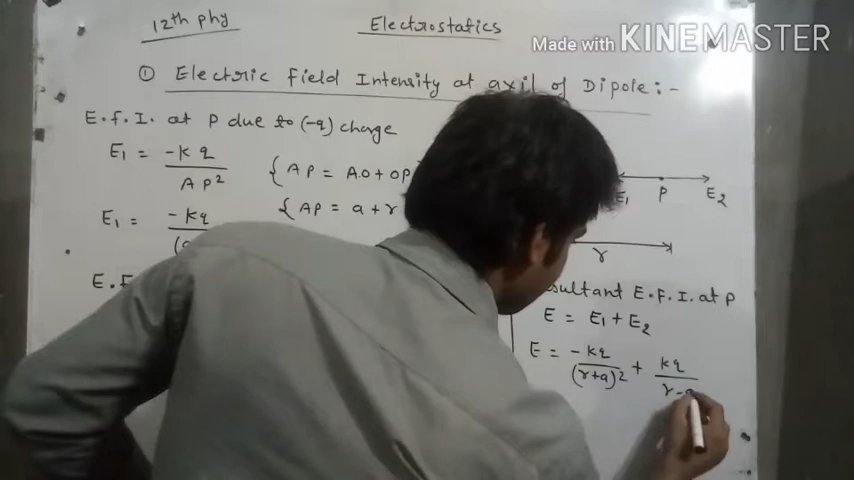 12th phy
Electrostatics
Made with KINEMASTER
① Electric Field Intensity at axil of Dipole:-
E.F.I. at P due to (-q) charge
E₁ = -kq / AP²
{AP = AO + OP
E₁ P E₂
E₁ = -kq
{AP = a + r
r
E.F
Resultant E.F.I. at P
E = E₁ + E₂
E = -kq / (r+a)² + kq / r-